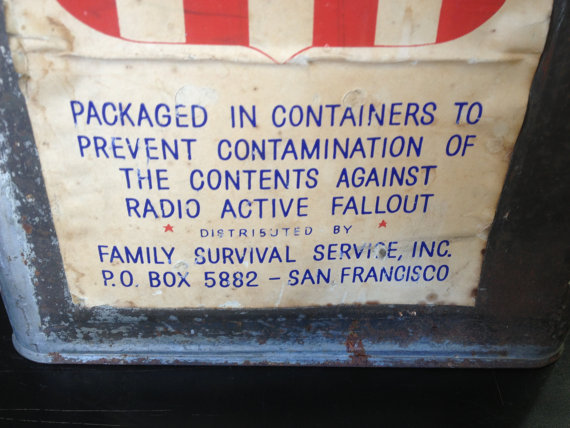 PACKAGED IN CONTAINERS TO
PREVENT CONTAMINATION OF
THE CONTENTS AGAINST
RADIO ACTIVE FALLOUT
DISTRIBUTED BY
FAMILY SURVIVAL SERVICE, INC.
P.O. BOX 5882 - SAN FRANCISCO